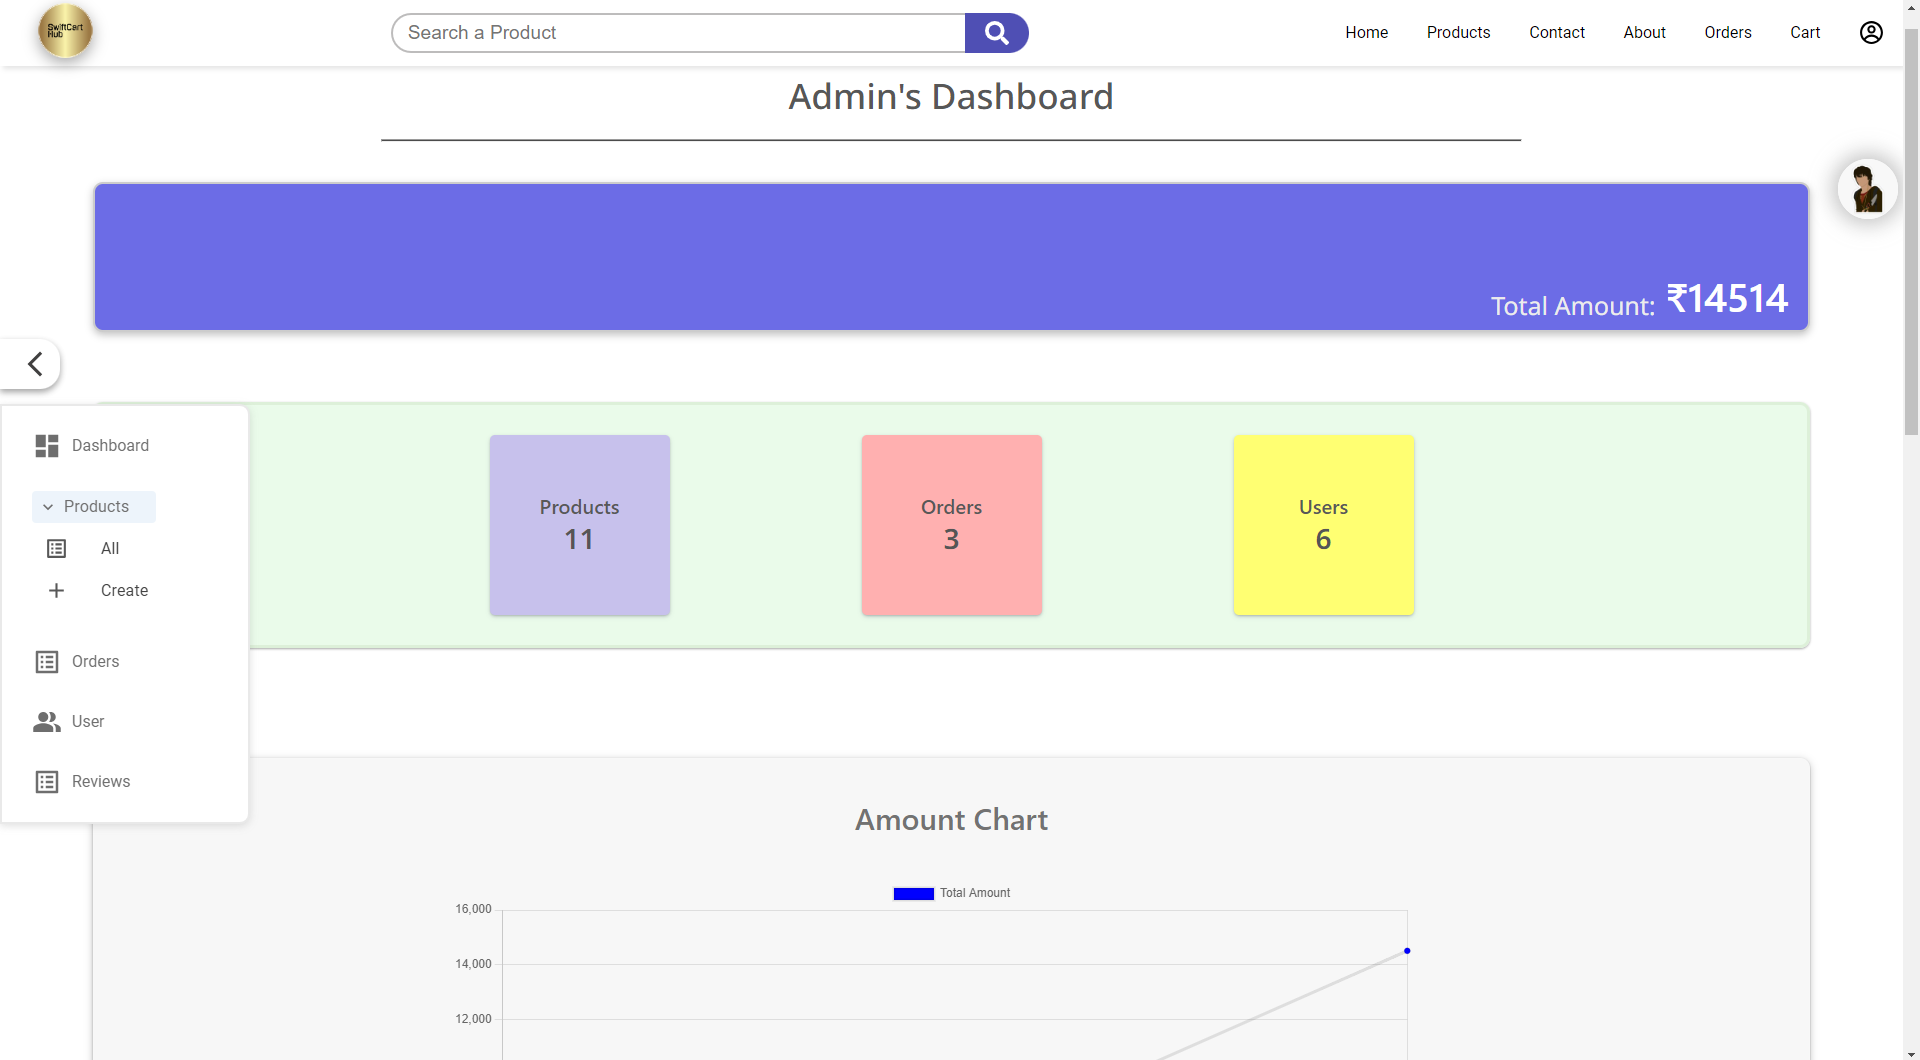 SwiftCart
Hub
Search a Product
Home
Products
Contact
About
Orders
Cart
Admin's Dashboard
Total Amount: ₹14514
Dashboard
Products
All
Create
Orders
User
Reviews
Products
11
Orders
3
Users
6
Amount Chart
Total Amount
16,000
14,000
12,000